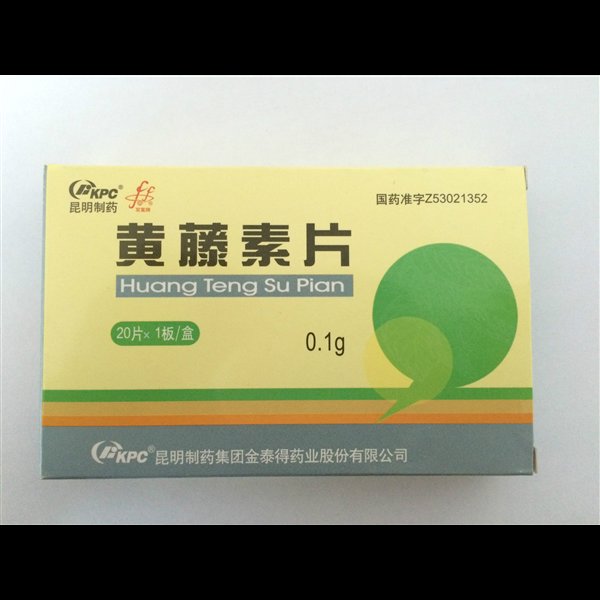 KPC®
昆明制药
国药准字Z53021352
黄藤素片
Huang Teng Su Pian
20片×1板/盒
0.1g
KPC® 昆明制药集团金泰得药业股份有限公司